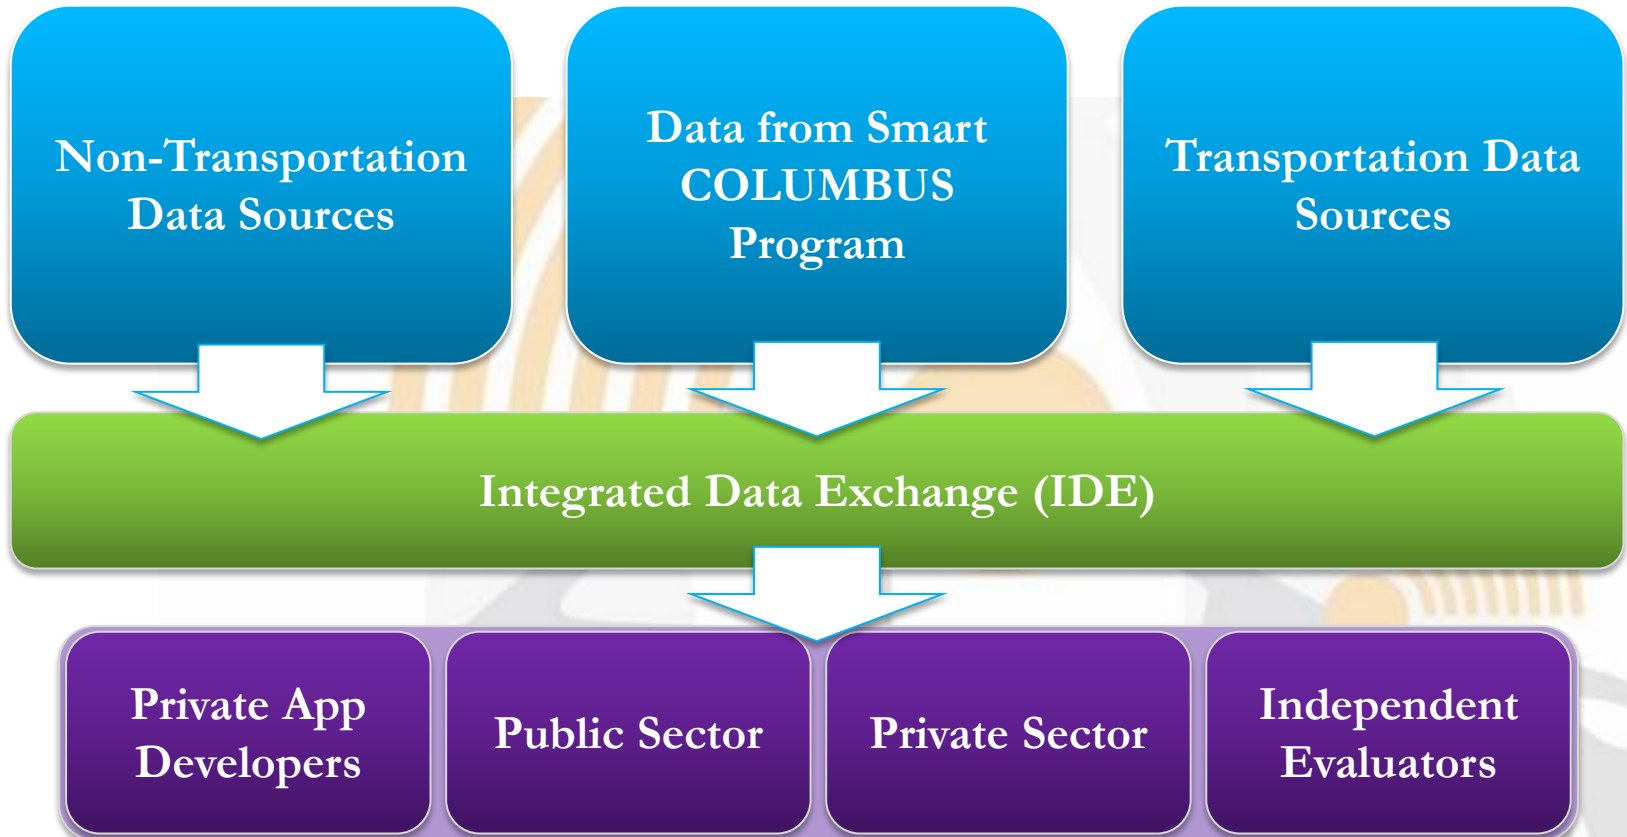 Non-Transportation
Data Sources
Data from Smart
COLUMBUS
Program
Transportation Data
Sources
Integrated Data Exchange (IDE)
Private App
Developers
Public Sector
Private Sector
Independent
Evaluators